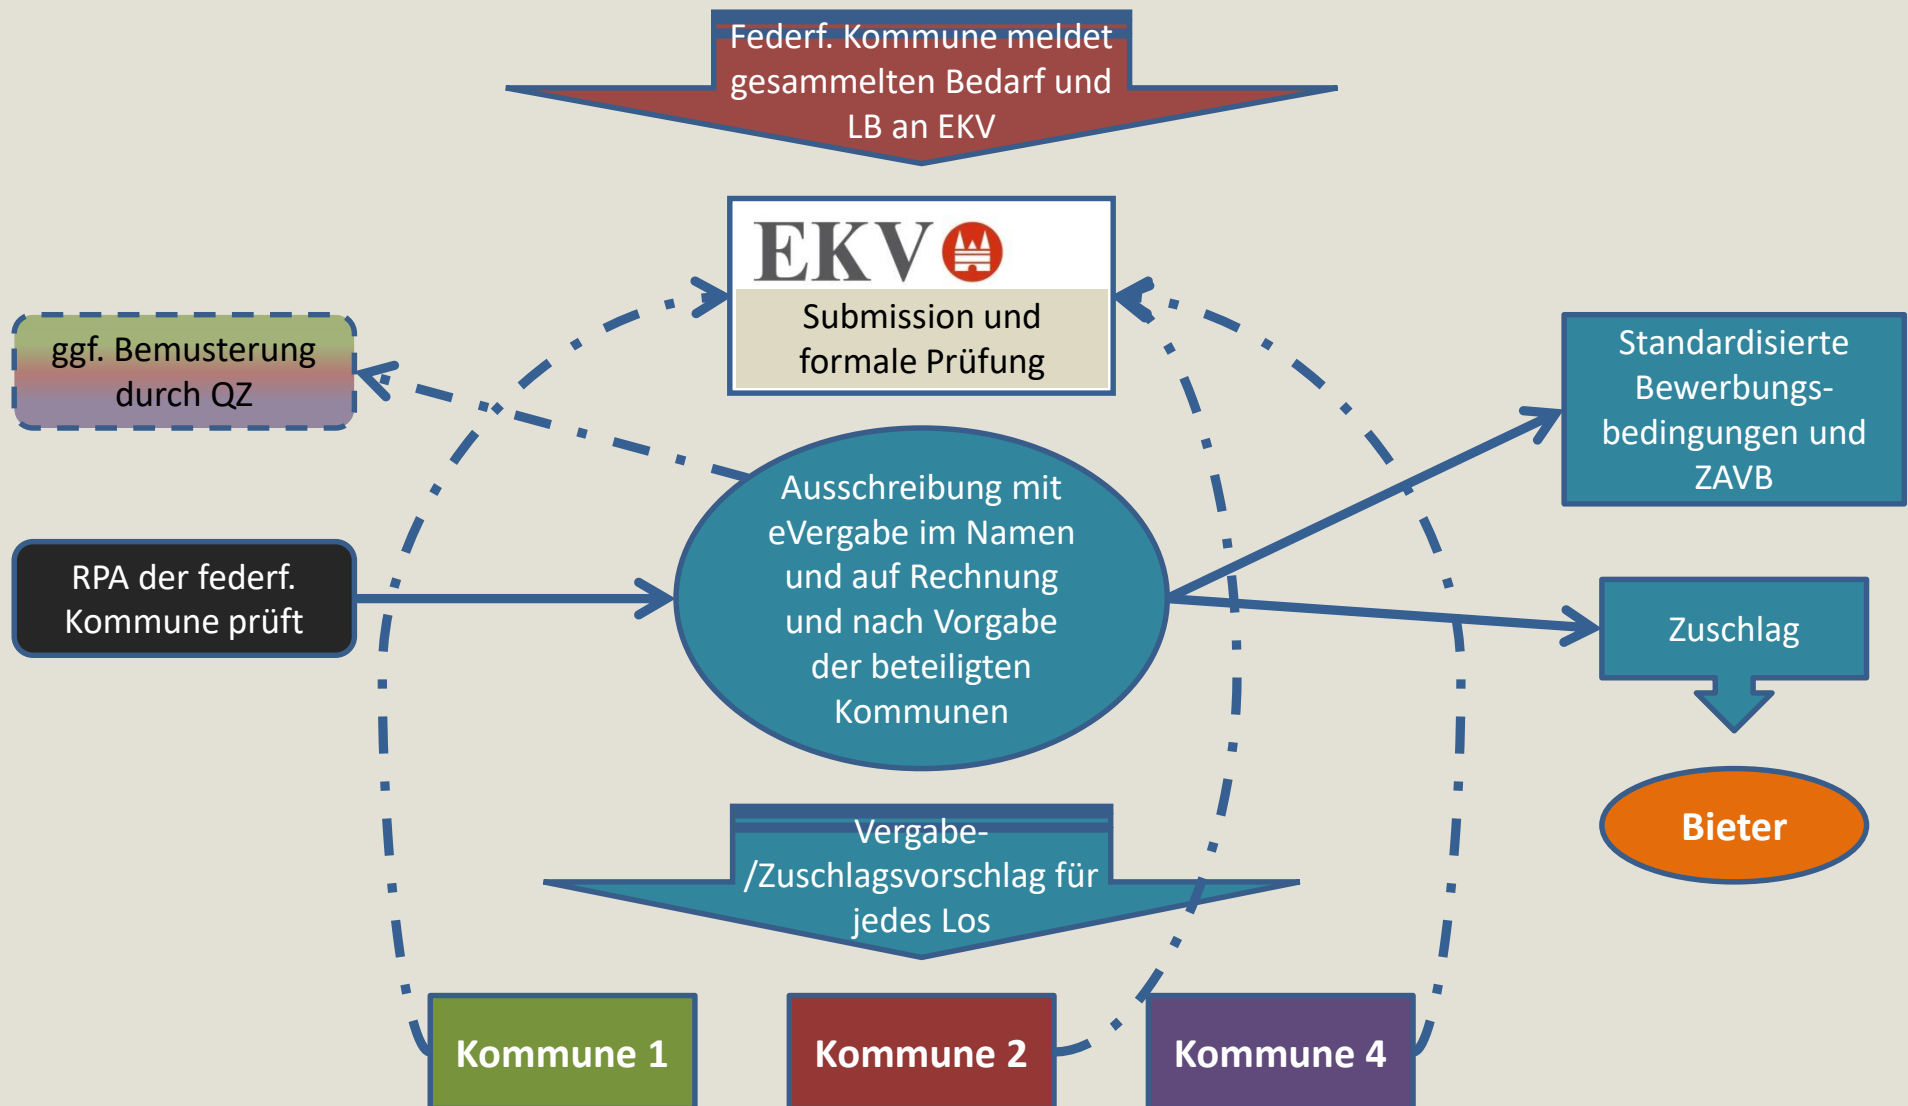 Federf. Kommune meldet
gesammelten Bedarf und
LB an EKV
EKV
Submission und
formale Prüfung
ggf. Bemusterung
durch QZ
Standardisierte
Bewerbungs-
bedingungen und
ZAVB
RPA der federf.
Kommune prüft
Ausschreibung mit
eVergabe im Namen
und auf Rechnung
und nach Vorgabe
der beteiligten
Kommunen
Zuschlag
Bieter
Vergabe-
/Zuschlagsvorschlag für
jedes Los
Kommune 1
Kommune 2
Kommune 4